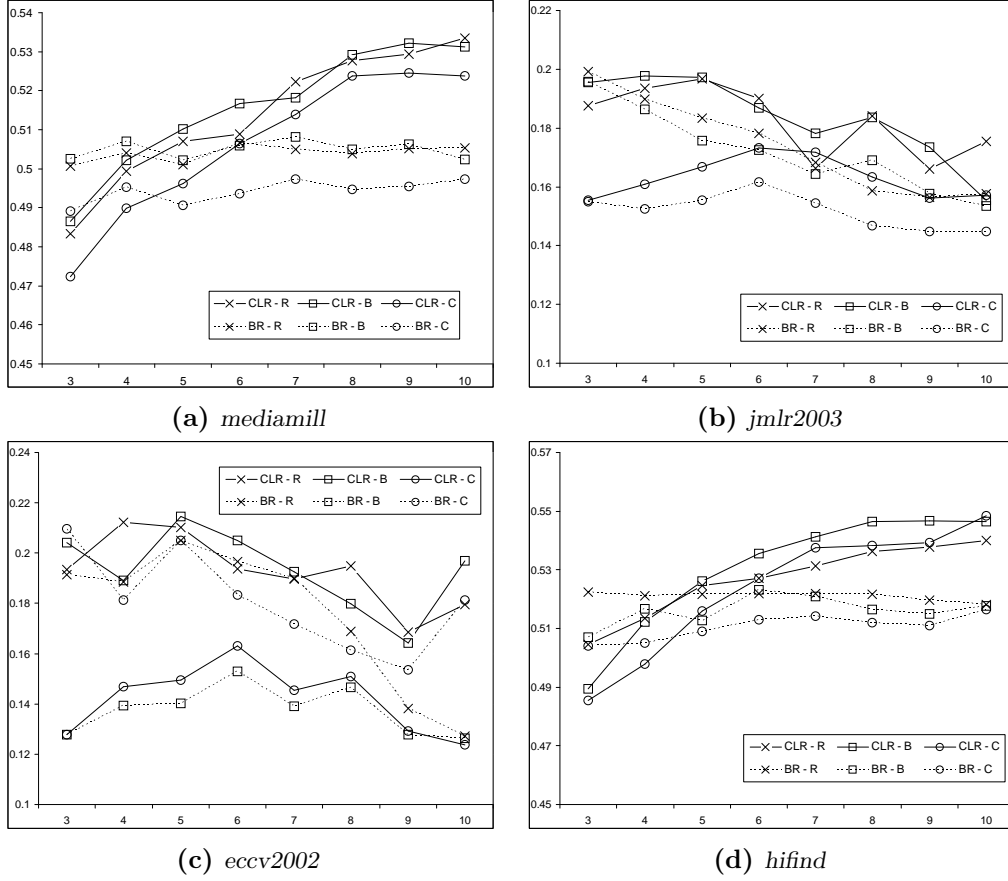 0.54
0.53
0.52
0.51
0.5
0.49
0.48
0.47
0.46
0.45
3 4 5 6 7 8 9 10
CLR - R CLR - B CLR - C
BR - R BR - B BR - C
(a) mediamill
0.22
0.2
0.18
0.16
0.14
0.12
0.1
3 4 5 6 7 8 9 10
CLR - R CLR - B CLR - C
BR - R BR - B BR - C
(b) jmlr2003
0.24
0.22
0.2
0.18
0.16
0.14
0.12
0.1
3 4 5 6 7 8 9 10
CLR - R CLR - B CLR - C
BR - R BR - B BR - C
(c) eccv2002
0.57
0.55
0.53
0.51
0.49
0.47
0.45
3 4 5 6 7 8 9 10
CLR - R CLR - B CLR - C
BR - R BR - B BR - C
(d) hifind